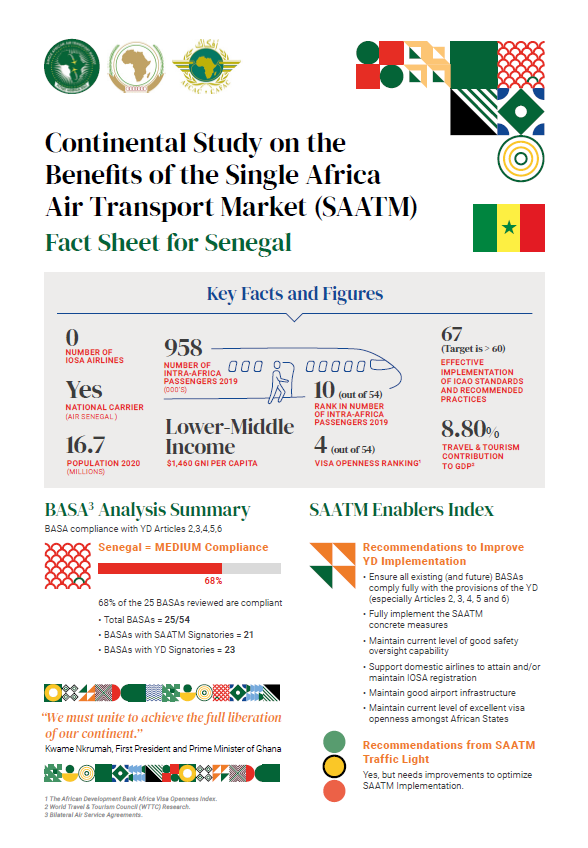 AFCAC • CAFAC
Continental Study on the
Benefits of the Single Africa
Air Transport Market (SAATM)
Fact Sheet for Senegal
Key Facts and Figures
0
NUMBER OF
IOSA AIRLINES
Yes
NATIONAL CARRIER
(AIR SENEGAL)
16.7
POPULATION 2020
(MILLIONS)
958
NUMBER OF
INTRA-AFRICA
PASSENGERS 2019
(000'S)
Lower-Middle
Income
$1,460 GNI PER CAPITA
10 (out of 54)
RANK IN NUMBER
OF INTRA-AFRICA
PASSENGERS 2019
4 (out of 54)
VISA OPENNESS RANKING¹
67
(Target is > 60)
EFFECTIVE
IMPLEMENTATION
OF ICAO STANDARDS
AND RECOMMENDED
PRACTICES
8.80%
TRAVEL & TOURISM
CONTRIBUTION
TO GDP²
BASA³ Analysis Summary
BASA compliance with YD Articles 2,3,4,5,6
Senegal = MEDIUM Compliance
68%
68% of the 25 BASAs reviewed are compliant
• Total BASAs = 25/54
• BASAs with SAATM Signatories = 21
• BASAs with YD Signatories = 23
“We must unite to achieve the full liberation
of our continent.”
Kwame Nkrumah, First President and Prime Minister of Ghana
1 The African Development Bank Africa Visa Openness Index.
2 World Travel & Tourism Council (WTTC) Research.
3 Bilateral Air Service Agreements.
SAATM Enablers Index
Recommendations to Improve
YD Implementation
• Ensure all existing (and future) BASAs
comply fully with the provisions of the YD
(especially Articles 2, 3, 4, 5 and 6)
• Fully implement the SAATM
concrete measures
• Maintain current level of good safety
oversight capability
• Support domestic airlines to attain and/or
maintain IOSA registration
• Maintain good airport infrastructure
• Maintain current level of excellent visa
openness amongst African States
Recommendations from SAATM
Traffic Light
Yes, but needs improvements to optimize
SAATM Implementation.